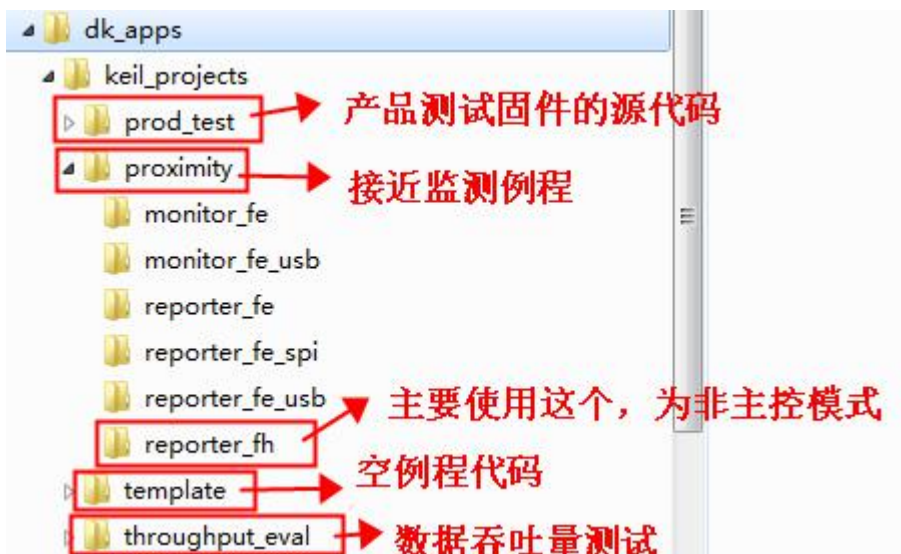 dk_apps
keil_projects
prod_test 产品测试固件的源代码
proximity 接近监测例程
monitor_fe
monitor_fe_usb
reporter_fe
reporter_fe_spi
reporter_fe_usb 主要使用这个，为非主控模式
reporter_fh
template 空例程代码
throughput_eval 数据吞吐量测试